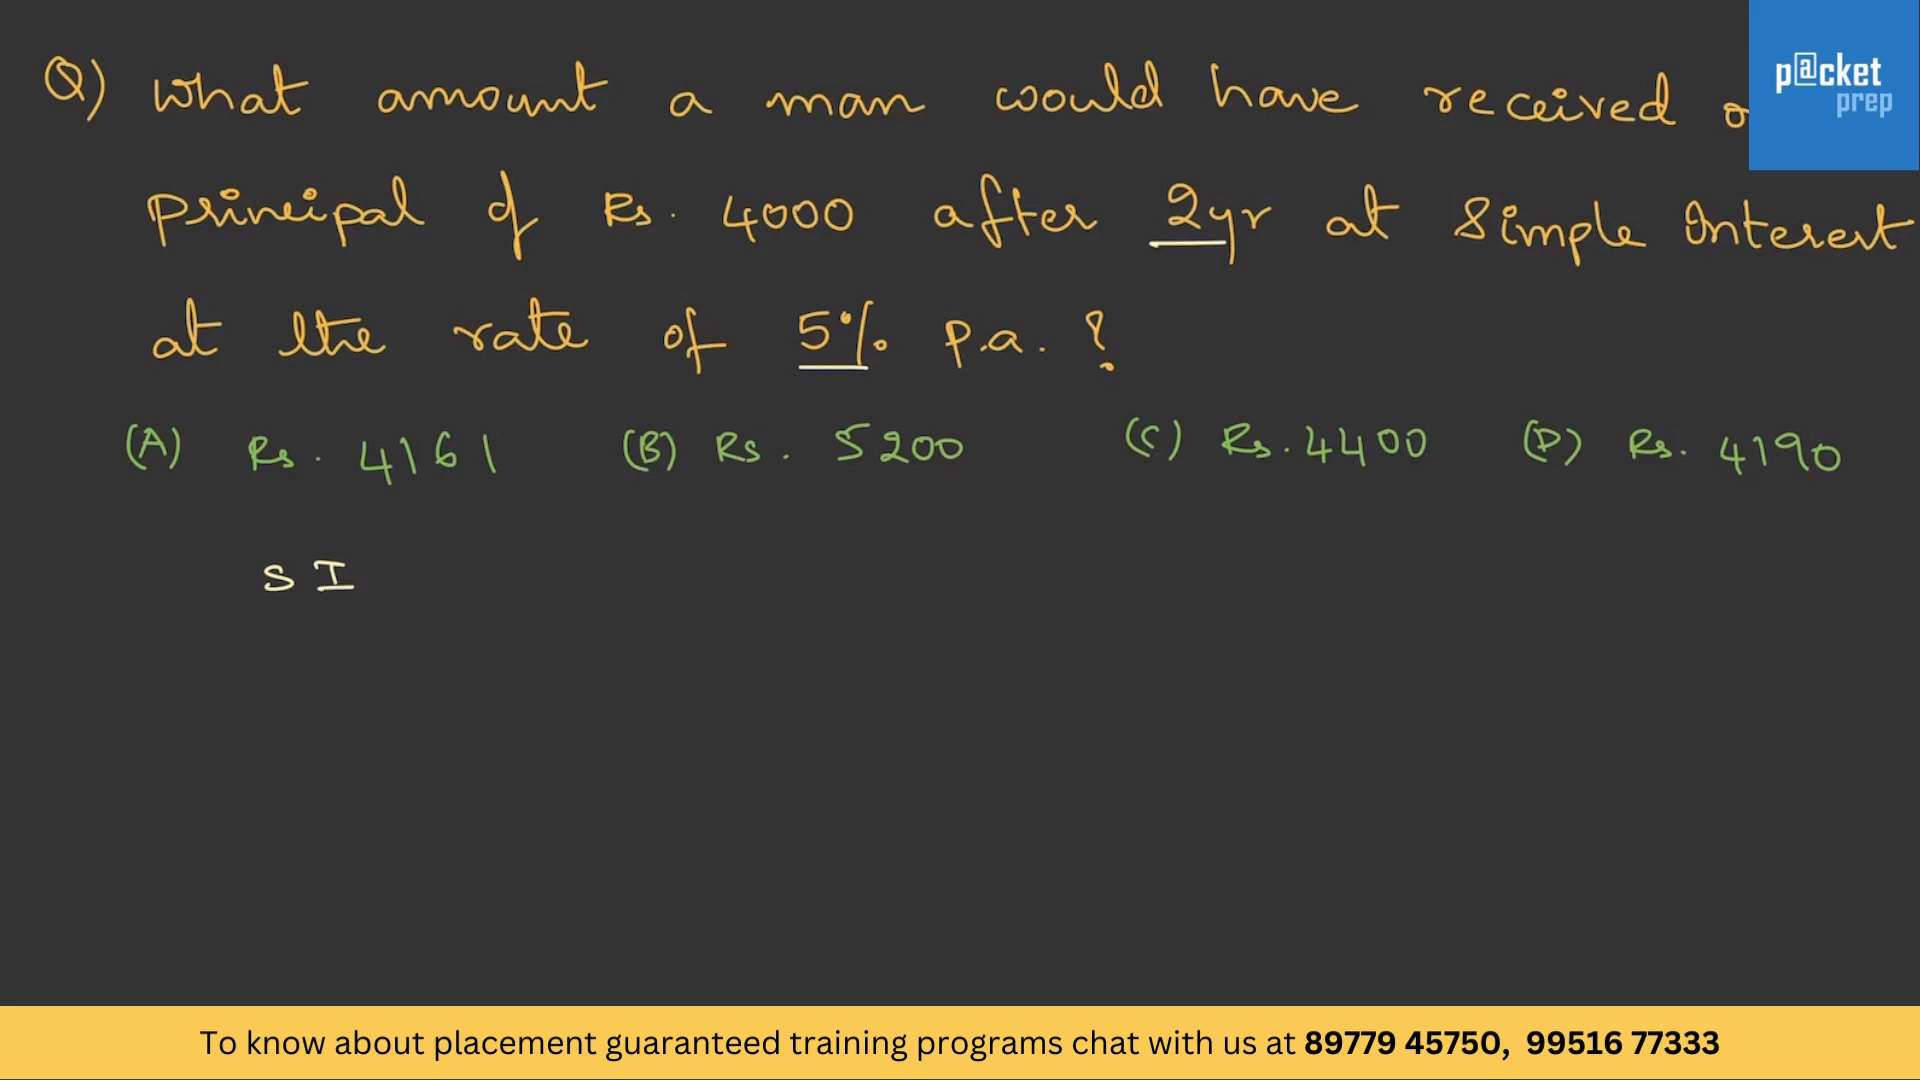 Q) What amount a man would have received
principal of Rs. 4000 after 2yr at Simple Interest
at the rate of 5% p.a. ?
(A) Rs. 4161 (B) Rs. 5200 (C) Rs. 4400 (D) Rs. 4190
SI
p@cket
prep
To know about placement guaranteed training programs chat with us at 89779 45750, 99516 77333